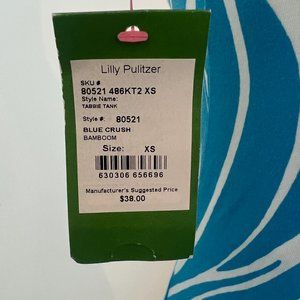 Lilly Pulitzer
SKU #
80521 486KT2 XS
Style Name:
TABBIE TANK
Style #: 80521
BLUE CRUSH
BAMBOOM
Size: XS
630306 656696
Manufacturer's Suggested Price
$38.00